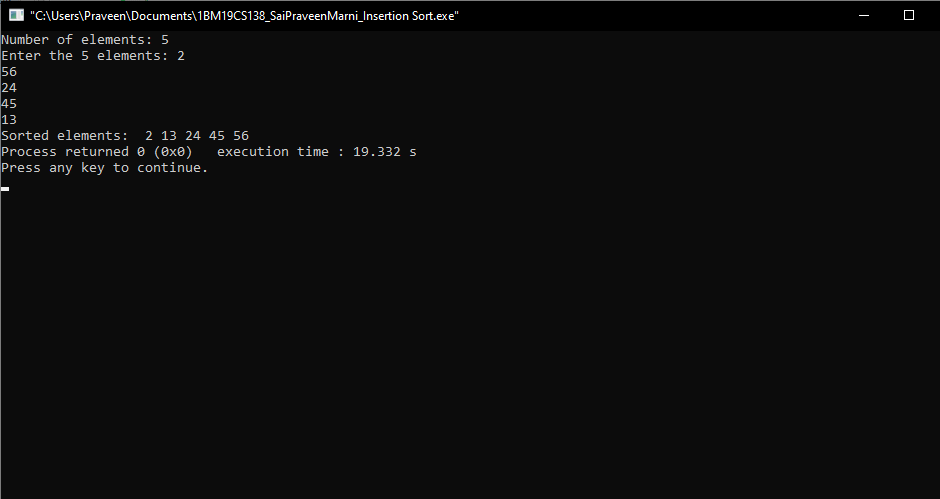 "C:\Users\Praveen\Documents\1BM19CS138_SaiPraveenMarni_Insertion Sort.exe"
Number of elements: 5
Enter the 5 elements: 2
56
24
45
13
Sorted elements:  2 13 24 45 56
Process returned 0 (0x0)   execution time : 19.332 s
Press any key to continue.